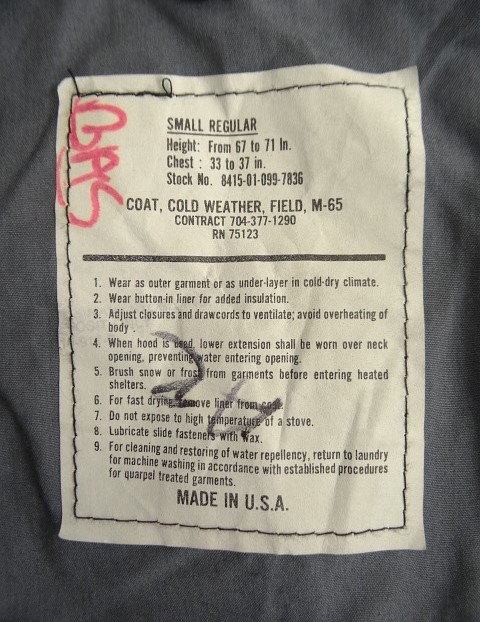 SMALL REGULAR
Height: From 67 to 71 In.
Chest : 33 to 37 in.
Stock No. 8415-01-099-7836
COAT, COLD WEATHER, FIELD, M-65
CONTRACT 704-377-1290
RN 75123
1. Wear as outer garment or as under-layer in cold-dry climate.
2. Wear button-in liner for added insulation.
3. Adjust closures and drawcords to ventilate; avoid overheating of
body .
4. When hood is used, lower extension shall be worn over neck
opening, preventing water entering opening.
5. Brush snow or frost from garments before entering heated
shelters.
6. For fast drying, remove liner from coat.
7. Do not expose to high temperature of a stove.
8. Lubricate slide fasteners with wax.
9. For cleaning and restoring of water repellency, return to laundry
for machine washing in accordance with established procedures
for quarpel treated garments.
MADE IN U.S.A.